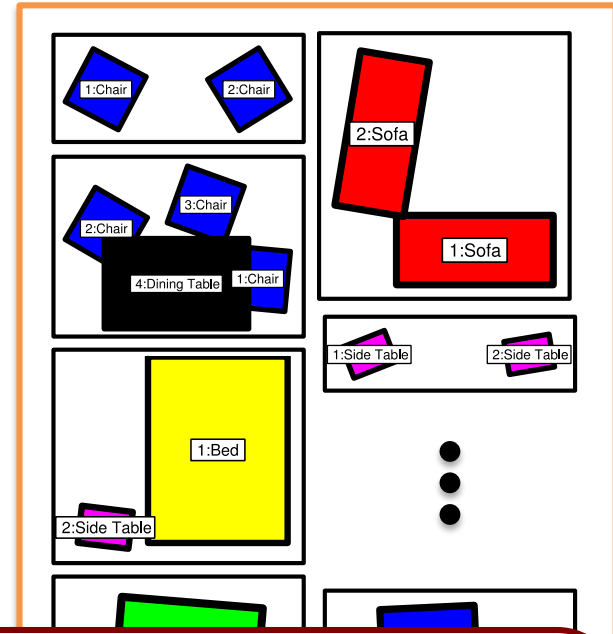 1:Chair
2:Chair
2:Sofa
1:Sofa
3:Chair
2:Chair
1:Chair
4:Dining Table
1:Side Table
2:Side Table
1:Bed
2:Side Table